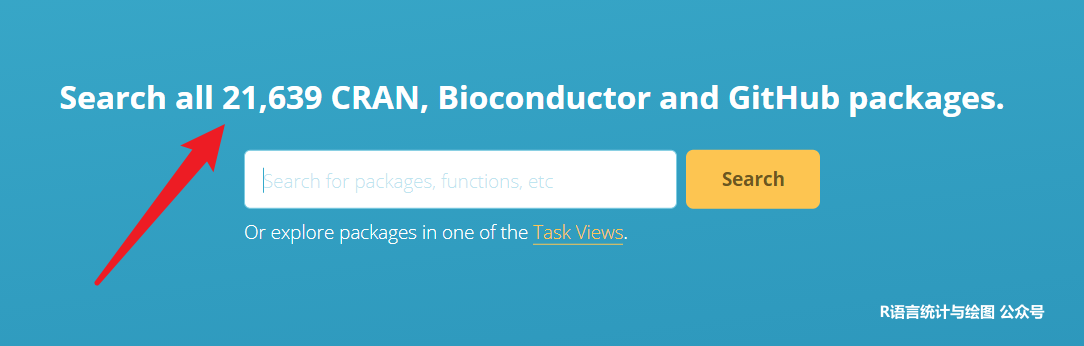 Search all 21,639 CRAN, Bioconductor and GitHub packages.
Search for packages, functions, etc
Search
Or explore packages in one of the Task Views.
R语言统计与绘图 公众号